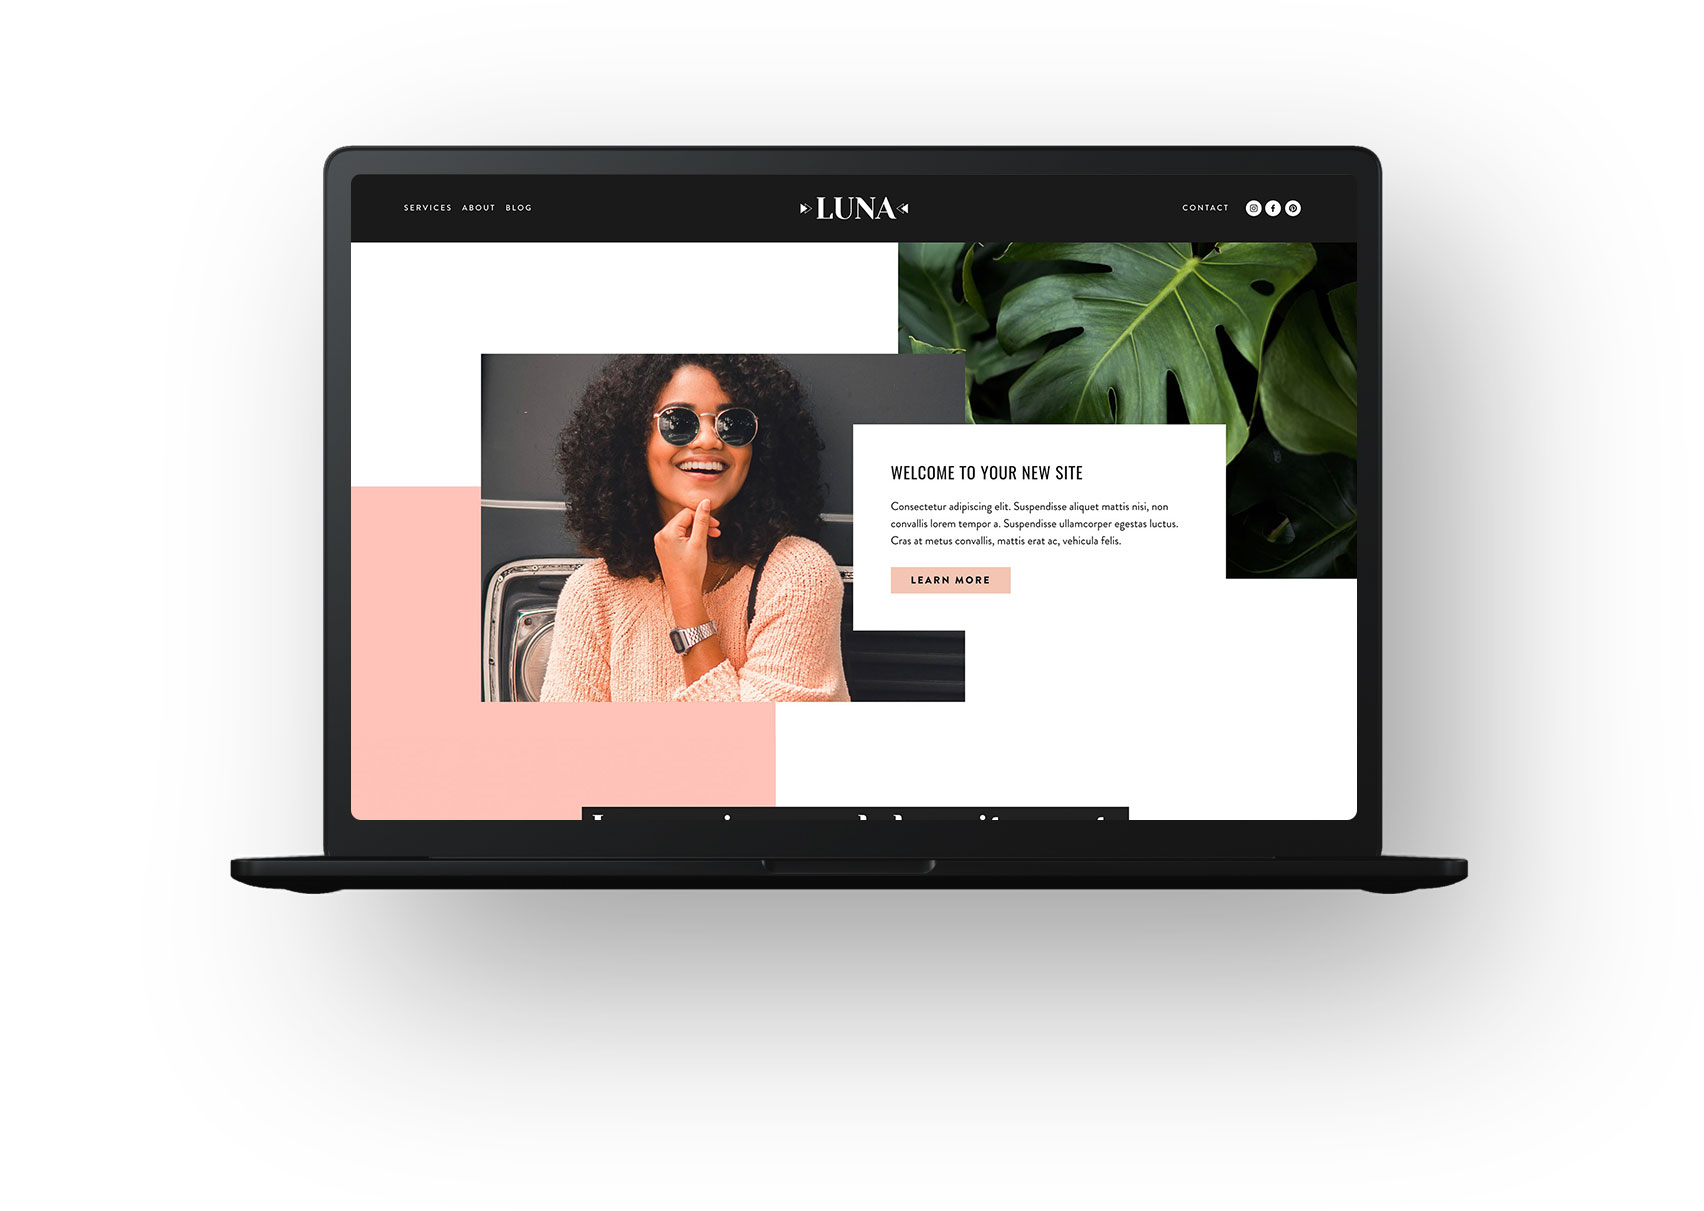 SERVICES ABOUT BLOG
LUNA
CONTACT
WELCOME TO YOUR NEW SITE
Consectetur adipiscing elit. Suspendisse aliquet mattis nisi, non
convallis lorem tempor a. Suspendisse ullamcorper egestas luctus.
Cras at metus convallis, mattis erat ac, vehicula felis.
LEARN MORE